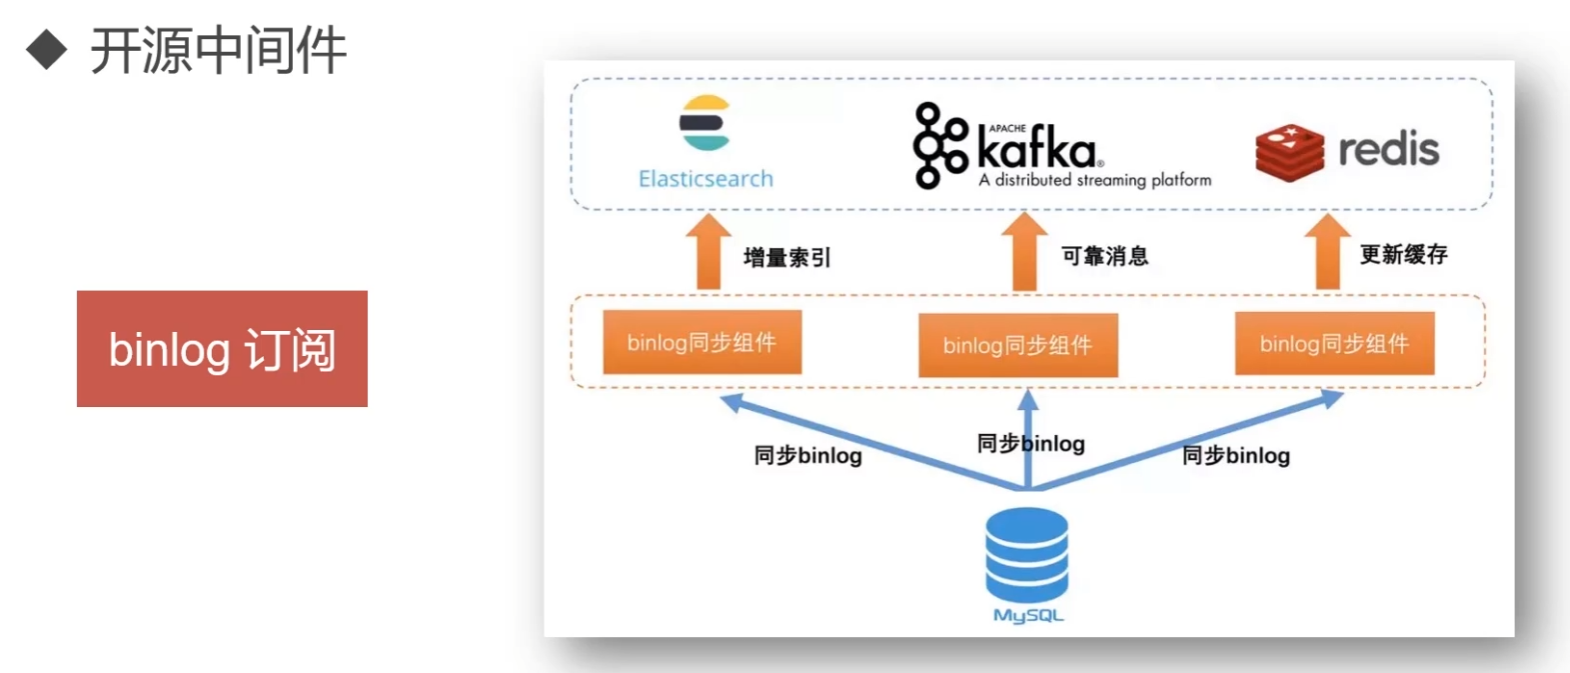 开源中间件
binlog 订阅
Elasticsearch
APACHE
kafka®
A distributed streaming platform
redis
增量索引
可靠消息
更新缓存
binlog同步组件
binlog同步组件
binlog同步组件
同步binlog
同步binlog
同步binlog
MySQL